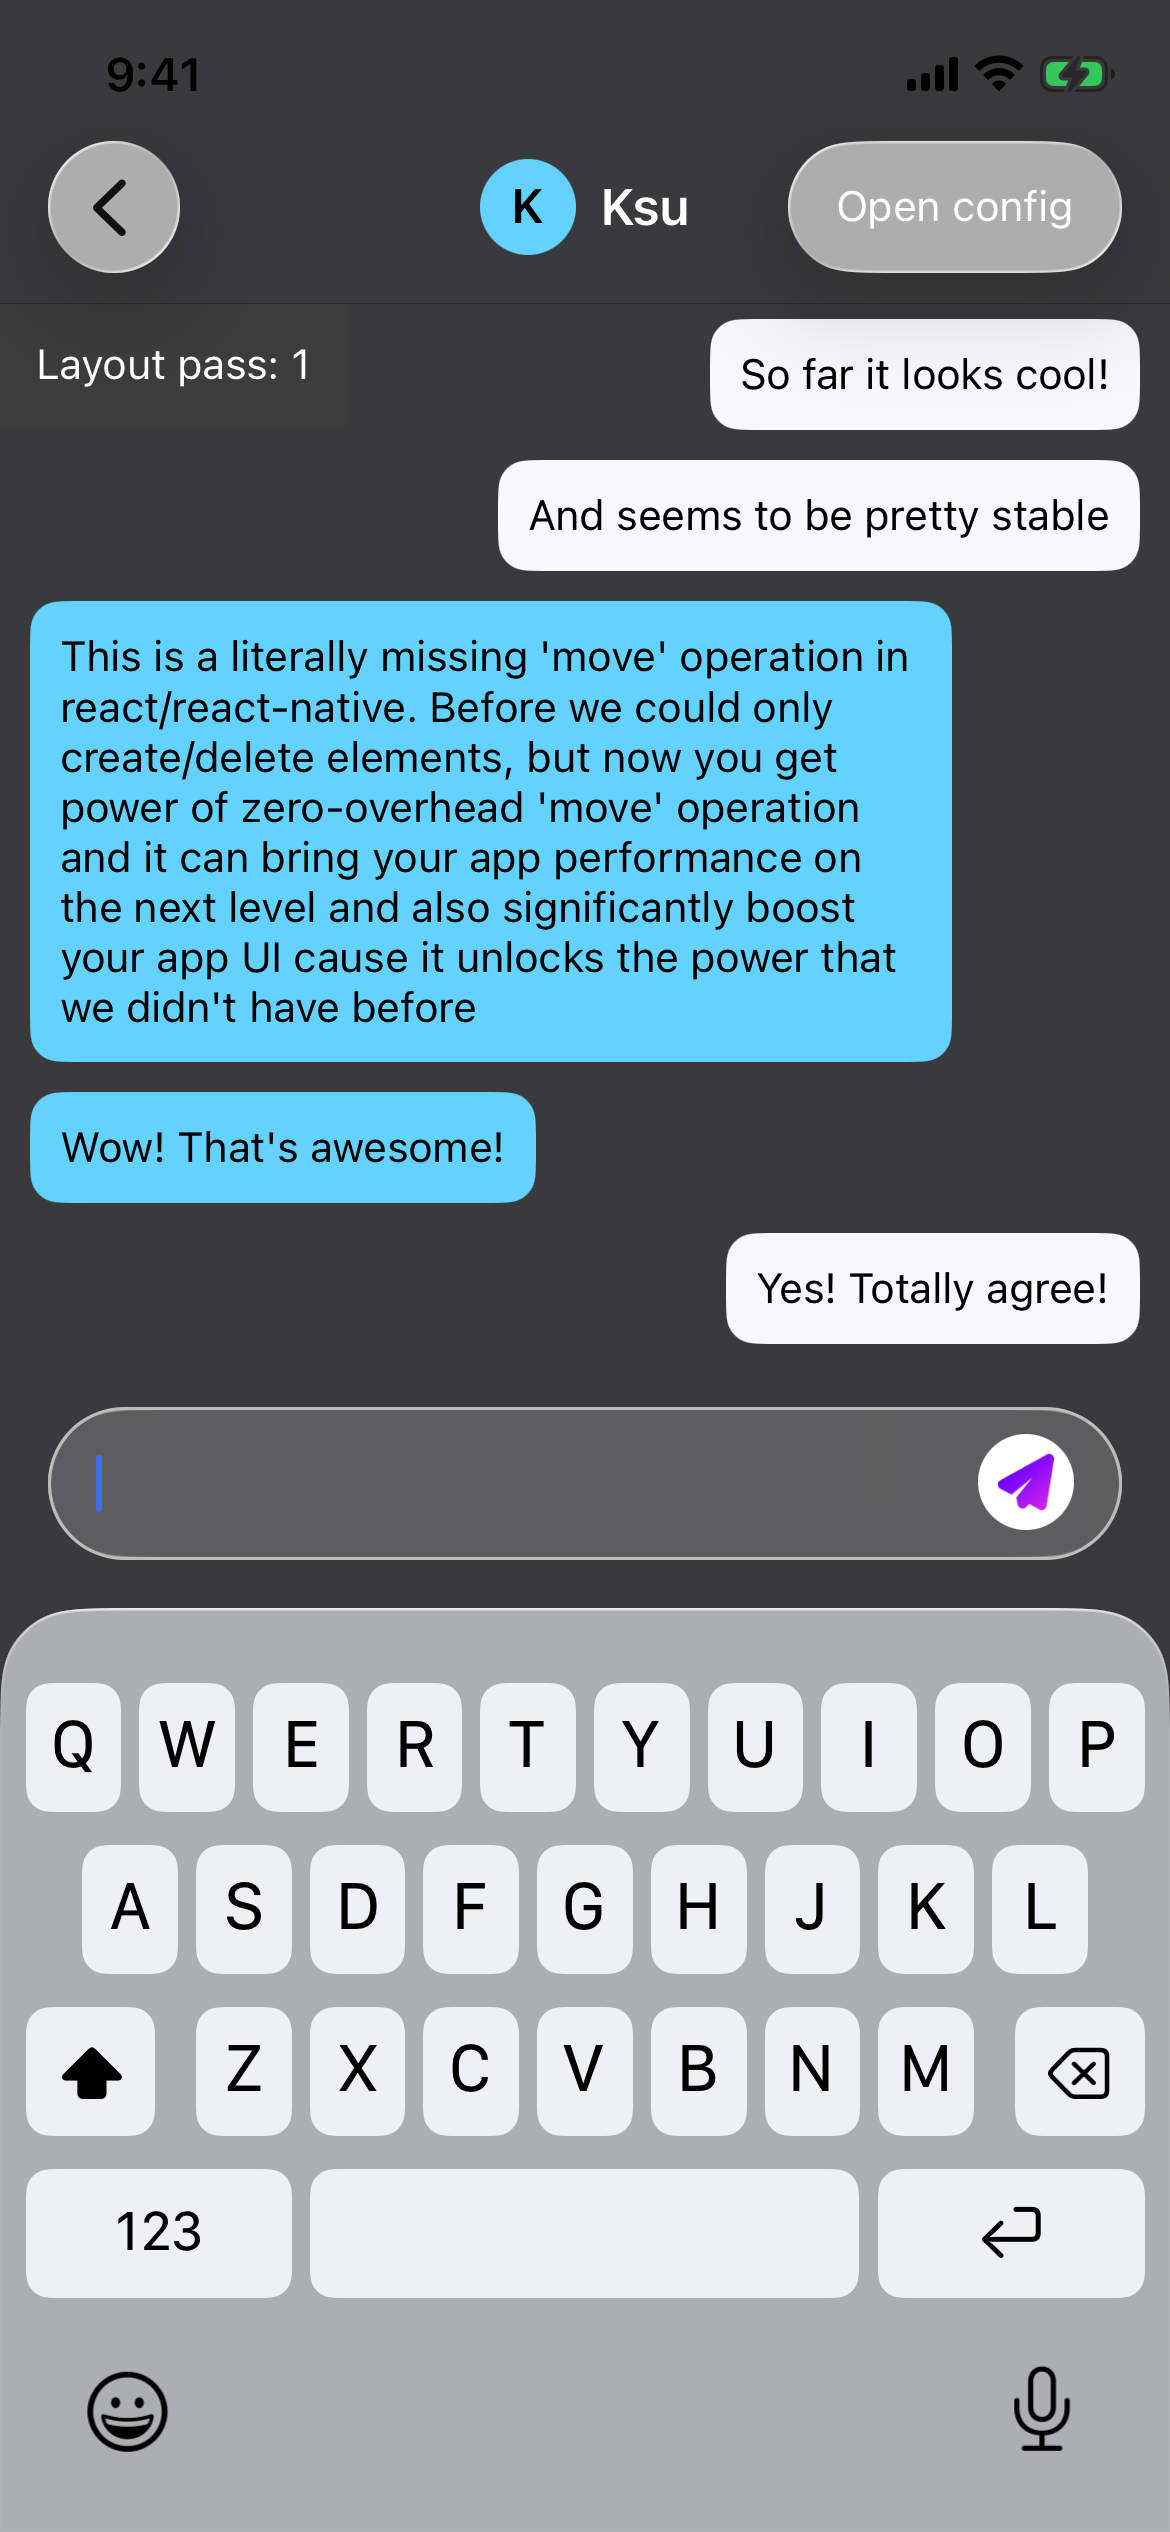 9:41
K
Ksu
Open config
Layout pass: 1
So far it looks cool!
And seems to be pretty stable
This is a literally missing 'move' operation in
react/react-native. Before we could only
create/delete elements, but now you get
power of zero-overhead 'move' operation
and it can bring your app performance on
the next level and also significantly boost
your app UI cause it unlocks the power that
we didn't have before
Wow! That's awesome!
Yes! Totally agree!
Q W E R T Y U I O P
A S D F G H J K L
Z X C V B N M
123